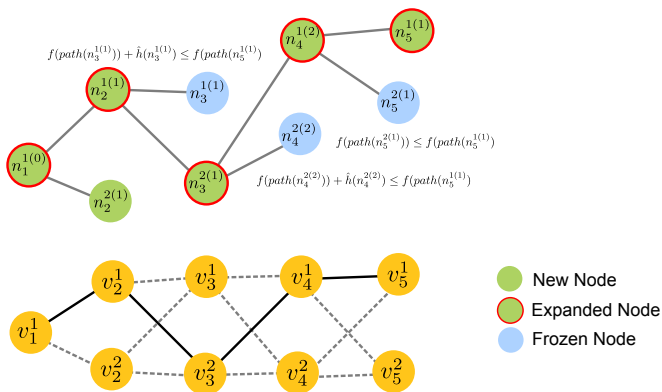 n_4^{1(2)}
n_5^{1(1)}
f(path(n_3^{1(1)})) + ĥ(n_3^{1(1)}) ≤ f(path(n_5^{1(1)})
n_2^{1(1)}
n_3^{1(1)}
n_5^{2(1)}
n_4^{2(2)}
f(path(n_5^{2(1)})) ≤ f(path(n_5^{1(1)})
n_1^{1(0)}
n_3^{2(1)}
f(path(n_4^{2(2)})) + ĥ(n_4^{2(2)}) ≤ f(path(n_5^{1(1)})
n_2^{2(1)}
v_2^1 v_3^1 v_4^1 v_5^1
v_1^1
v_2^2 v_3^2 v_4^2 v_5^2
New Node
Expanded Node
Frozen Node